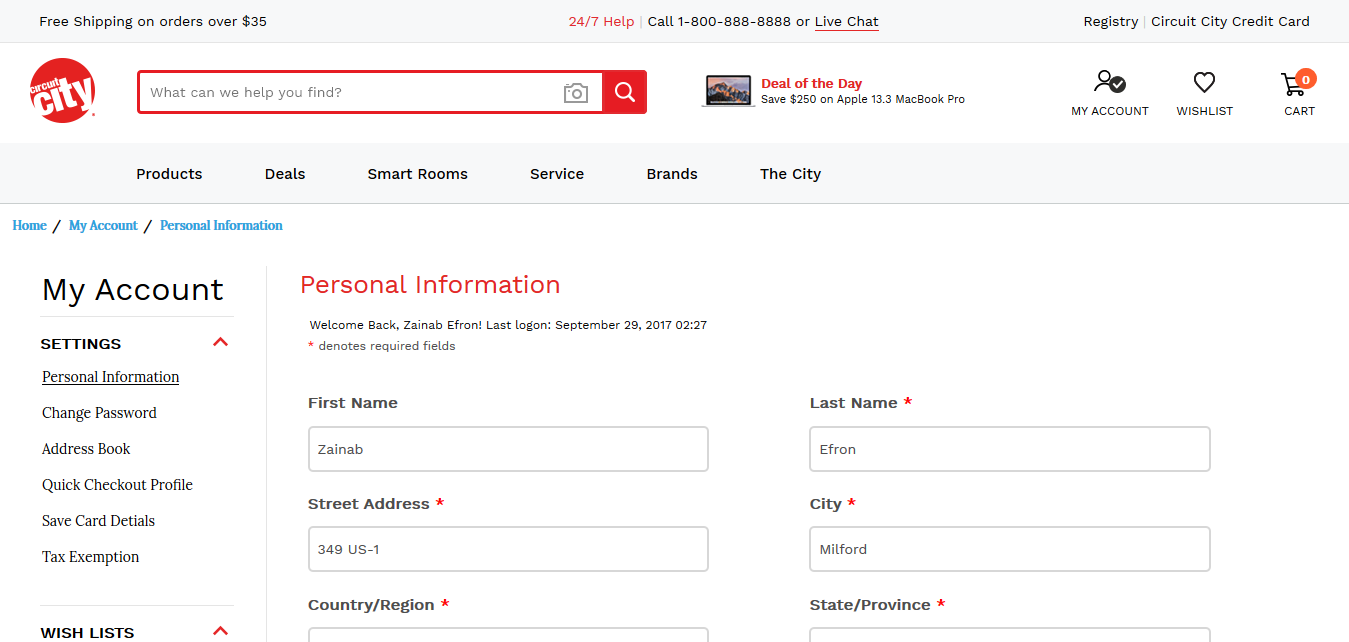 Free Shipping on orders over $35
24/7 Help | Call 1-800-888-8888 or Live Chat
Registry | Circuit City Credit Card
circuit
city
What can we help you find?
Deal of the Day
Save $250 on Apple 13.3 MacBook Pro
MY ACCOUNT
WISHLIST
0
CART
Products
Deals
Smart Rooms
Service
Brands
The City
Home / My Account / Personal Information
My Account
SETTINGS
Personal Information
Change Password
Address Book
Quick Checkout Profile
Save Card Detials
Tax Exemption
WISH LISTS
Personal Information
Welcome Back, Zainab Efron! Last logon: September 29, 2017 02:27
* denotes required fields
First Name
Zainab
Last Name *
Efron
Street Address *
349 US-1
City *
Milford
Country/Region *
State/Province *